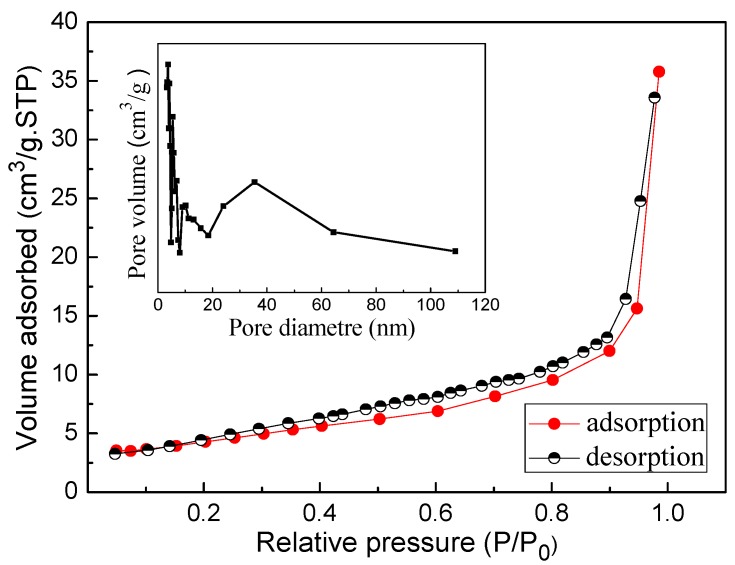 40
35
30
25
20
15
10
5
0
Volume adsorbed (cm³/g.STP)
0.2 0.4 0.6 0.8 1.0
Relative pressure (P/P₀)
Pore volume (cm³/g)
0 20 40 60 80 100 120
Pore diametre (nm)
adsorption
desorption